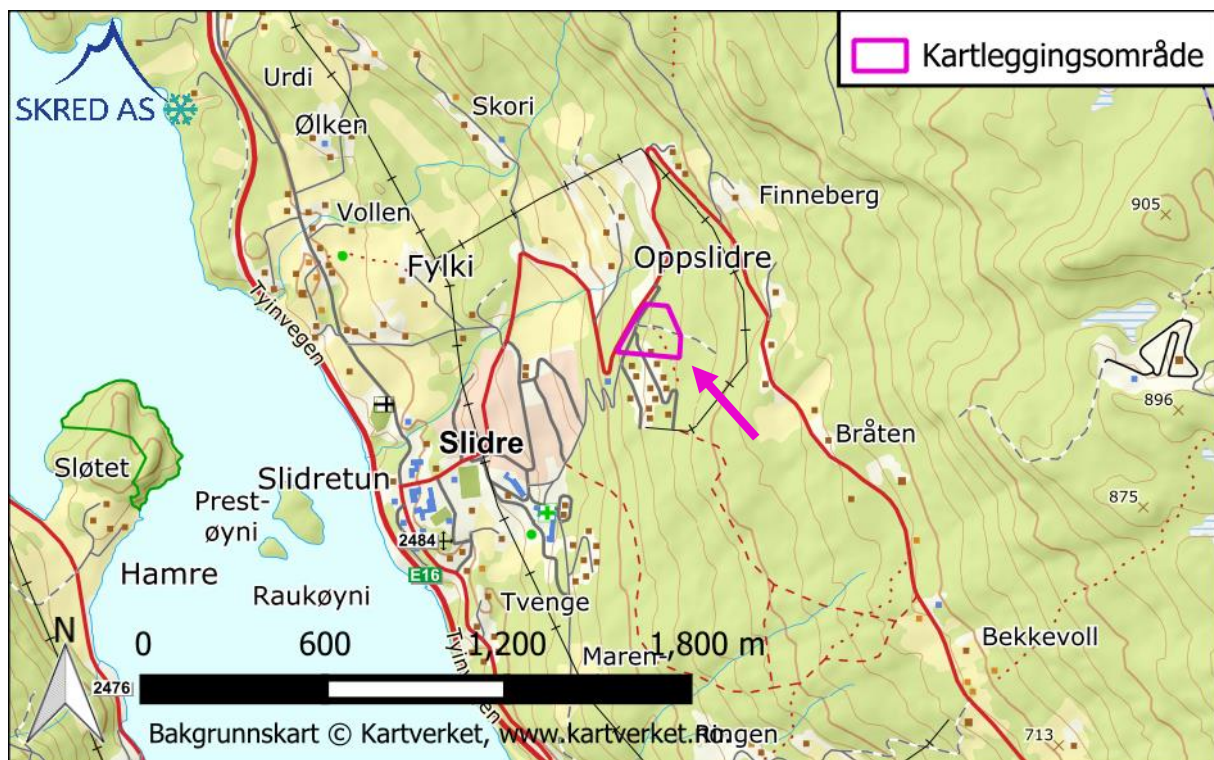 Kartleggingsområde
SKRED AS
Urdi
Skori
Ølken
Finneberg
905
Vollen
Fylki
Oppslidre
Tyinvegen
896
Slidre
Bråten
Sløtet
Slidretun
Prest-
øyni
875
2484
Hamre
E16
Raukøyni
Tvenge
N
0 600 1,200 1,800 m
Bekkevoll
Maren-
2476
Bakgrunnskart © Kartverket, www.kartverket.no.
Ringen
713